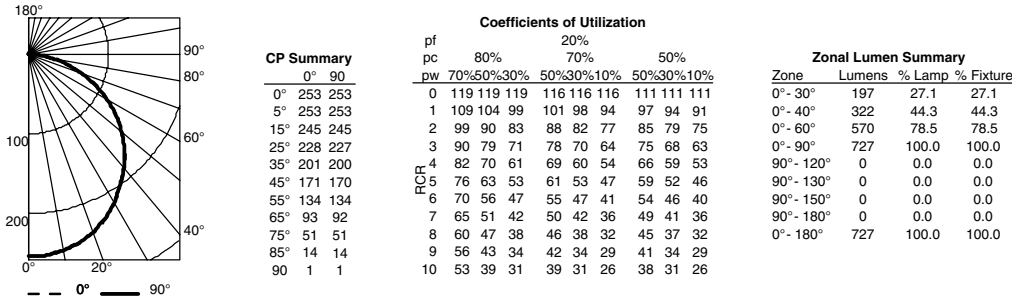 180°
90°
80°
60°
40°
20°
0°
100
200
0° 90°
CP Summary
0° 90
0° 253 253
5° 253 253
15° 245 245
25° 228 227
35° 201 200
45° 171 170
55° 134 134
65° 93 92
75° 51 51
85° 14 14
90 1 1
Coefficients of Utilization
pf 20%
pc 80% 70% 50%
pw 70%50%30% 50%30%10% 50%30%10%
RCR
0 119 119 119 116 116 116 111 111 111
1 109 104 99 101 98 94 97 94 91
2 99 90 83 88 82 77 85 79 75
3 90 79 71 78 70 64 75 68 63
4 82 70 61 69 60 54 66 59 53
5 76 63 53 61 53 47 59 52 46
6 70 56 47 55 47 41 54 46 40
7 65 51 42 50 42 36 49 41 36
8 60 47 38 46 38 32 45 37 32
9 56 43 34 42 34 29 41 34 29
10 53 39 31 39 31 26 38 31 26
Zonal Lumen Summary
Zone Lumens % Lamp % Fixture
0°- 30° 197 27.1 27.1
0°- 40° 322 44.3 44.3
0°- 60° 570 78.5 78.5
0°- 90° 727 100.0 100.0
90°- 120° 0 0.0 0.0
90°- 130° 0 0.0 0.0
90°- 150° 0 0.0 0.0
90°- 180° 0 0.0 0.0
0°- 180° 727 100.0 100.0